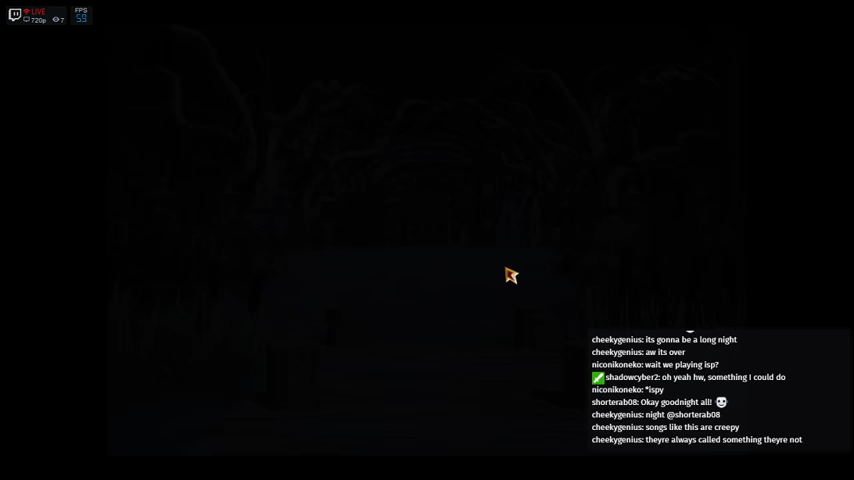 LIVE
720p 7
FPS
59
cheekygenius: its gonna be a long night
cheekygenius: aw its over
niconikoneko: wait we playing isp?
shadowcyber2: oh yeah hw, something I could do
niconikoneko: *ispy
shorterab08: Okay goodnight all!
cheekygenius: night @shorterab08
cheekygenius: songs like this are creepy
cheekygenius: theyre always called something theyre not